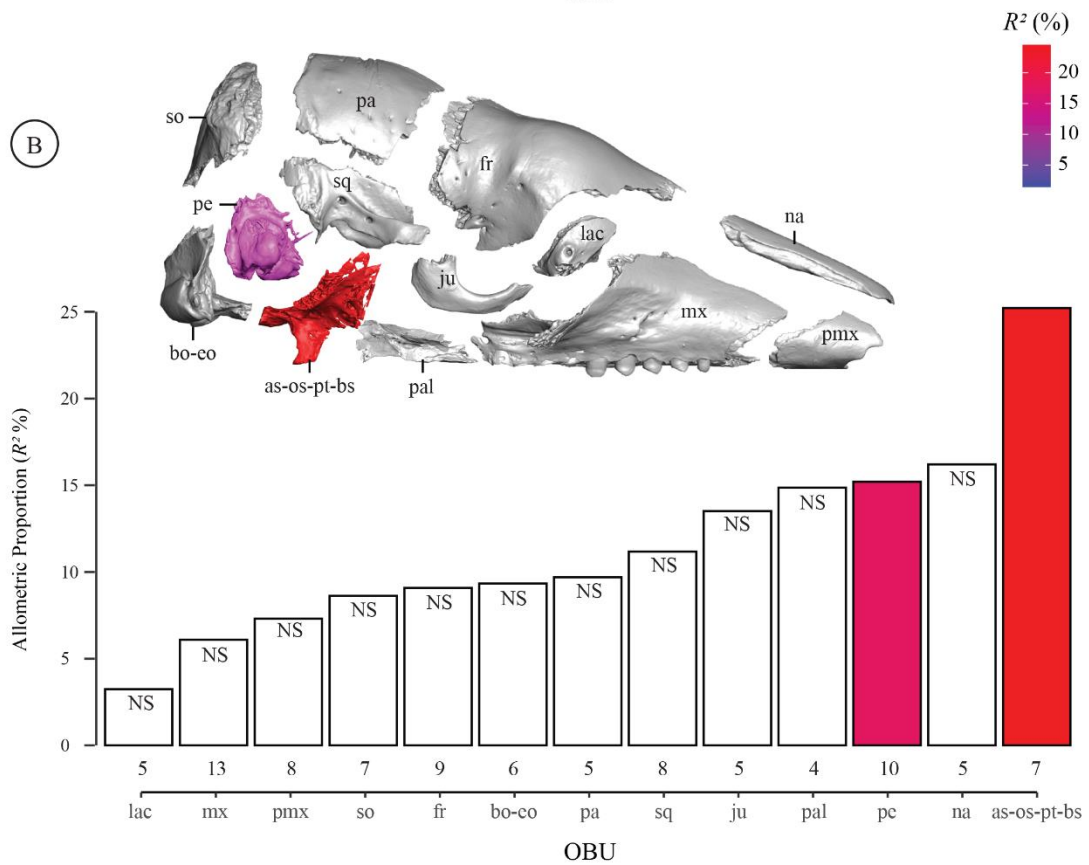 R² (%)
20
15
10
5
B
so
pa
fr
sq
pe
lac
na
ju
mx
pmx
bo-eo
as-os-pt-bs
pal
Allometric Proportion (R² %)
25
20
15
10
5
0
NS
NS
NS
NS
NS
NS
NS
NS
NS
NS
NS
5 13 8 7 9 6 5 8 5 4 10 5 7
lac mx pmx so fr bo-eo pa sq ju pal pe na as-os-pt-bs
OBU